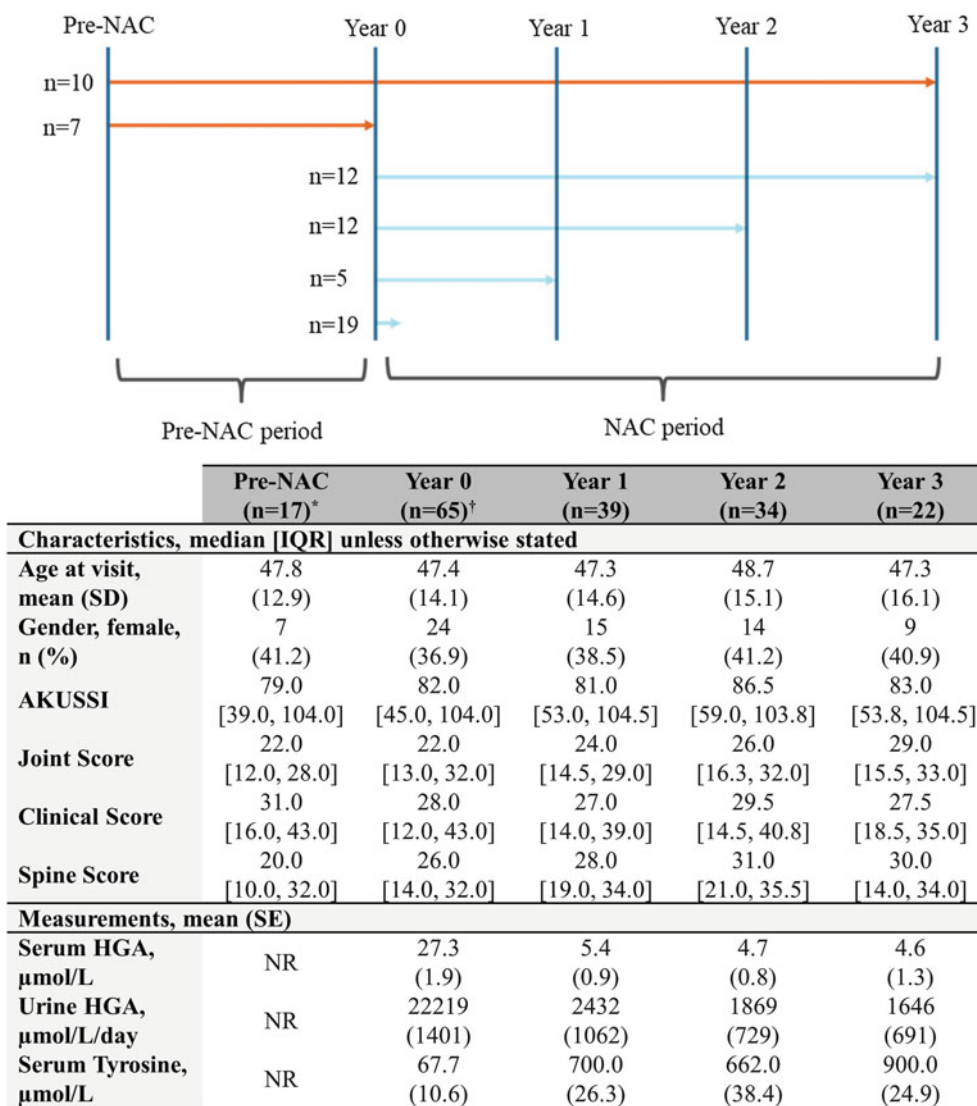 Pre-NAC Year 0 Year 1 Year 2 Year 3
n=10
n=7
n=12
n=12
n=5
n=19
Pre-NAC period NAC period
Pre-NAC Year 0 Year 1 Year 2 Year 3
(n=17)* (n=65)† (n=39) (n=34) (n=22)
Characteristics, median [IQR] unless otherwise stated
Age at visit, 47.8 47.4 47.3 48.7 47.3
mean (SD) (12.9) (14.1) (14.6) (15.1) (16.1)
Gender, female, 7 24 15 14 9
n (%) (41.2) (36.9) (38.5) (41.2) (40.9)
AKUSSI 79.0 82.0 81.0 86.5 83.0
[39.0, 104.0] [45.0, 104.0] [53.0, 104.5] [59.0, 103.8] [53.8, 104.5]
Joint Score 22.0 22.0 24.0 26.0 29.0
[12.0, 28.0] [13.0, 32.0] [14.5, 29.0] [16.3, 32.0] [15.5, 33.0]
Clinical Score 31.0 28.0 27.0 29.5 27.5
[16.0, 43.0] [12.0, 43.0] [14.0, 39.0] [14.5, 40.8] [18.5, 35.0]
Spine Score 20.0 26.0 28.0 31.0 30.0
[10.0, 32.0] [14.0, 32.0] [19.0, 34.0] [21.0, 35.5] [14.0, 34.0]
Measurements, mean (SE)
Serum HGA, NR 27.3 5.4 4.7 4.6
µmol/L (1.9) (0.9) (0.8) (1.3)
Urine HGA, NR 22219 2432 1869 1646
µmol/L/day (1401) (1062) (729) (691)
Serum Tyrosine, NR 67.7 700.0 662.0 900.0
µmol/L (10.6) (26.3) (38.4) (24.9)